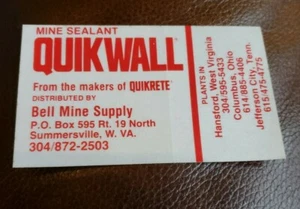 MINE SEALANT
QUIKWALL
From the makers of QUIKRETE
DISTRIBUTED BY
Bell Mine Supply
P.O. Box 595 Rt. 19 North
Summersville, W. VA.
304/872-2503
PLANTS IN
Hansford, West Virginia
304-595-5433
Columbus, Ohio
614/885-4406
Jefferson City, Tenn.
615-475-4775